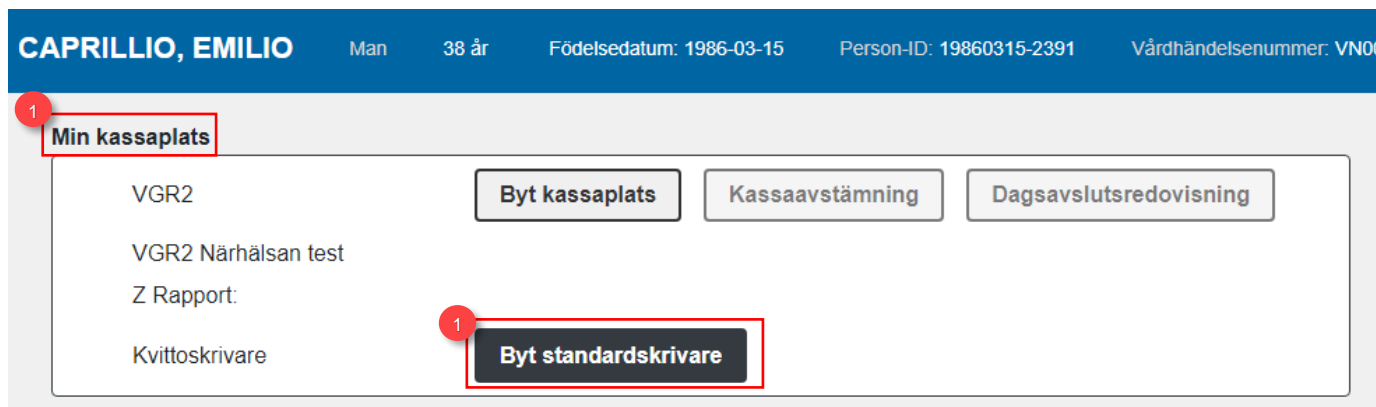 CAPRILLIO, EMILIO Man 38 år Födelsedatum: 1986-03-15 Person-ID: 19860315-2391 Vårdhändelsenummer: VN00
1
Min kassaplats
VGR2 Byt kassaplats Kassaavstämning Dagsavslutsredovisning
VGR2 Närhälsan test
Z Rapport:
1
Kvittoskrivare Byt standardskrivare